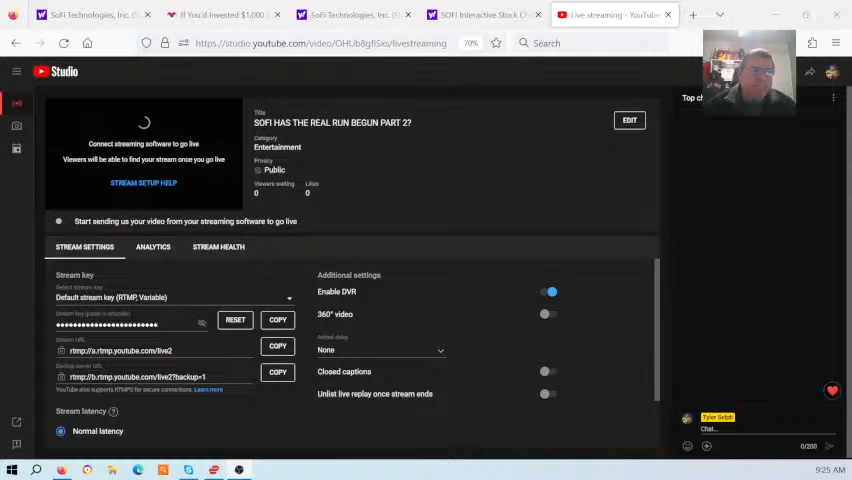 SoFi Technologies, Inc. (S
If You'd Invested $1,000 i
SoFi Technologies, Inc. (S
SOFI Interactive Stock Ch
Live streaming - YouTube
https://studio.youtube.com/video/OHUb8gflSxs/livestreaming
70%
Search
Studio
Connect streaming software to go live
Viewers will be able to find your stream once you go live
STREAM SETUP HELP
Title
SOFI HAS THE REAL RUN BEGUN PART 2?
EDIT
Category
Entertainment
Privacy
Public
Viewers waiting
Likes
0
0
Start sending us your video from your streaming software to go live
Top ch
STREAM SETTINGS
ANALYTICS
STREAM HEALTH
Stream key
Select stream key
Default stream key (RTMP, Variable)
Stream key (paste in encoder)
RESET
COPY
Stream URL
rtmp://a.rtmp.youtube.com/live2
COPY
Backup server URL
rtmp://b.rtmp.youtube.com/live2?backup=1
COPY
YouTube also supports RTMPS for secure connections. Learn more
Stream latency
Normal latency
Additional settings
Enable DVR
360° video
Added delay
None
Closed captions
Unlist live replay once stream ends
Tyler Selph
Chat...
0/200
9:25 AM